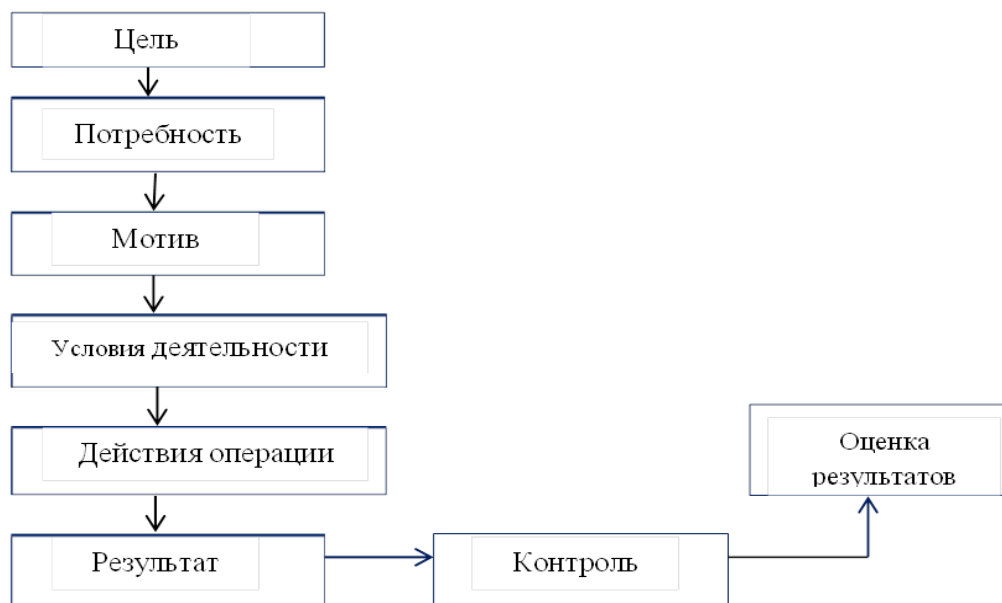 Цель
Потребность
Мотив
Условия деятельности
Действия операции
Результат
Контроль
Оценка
результатов